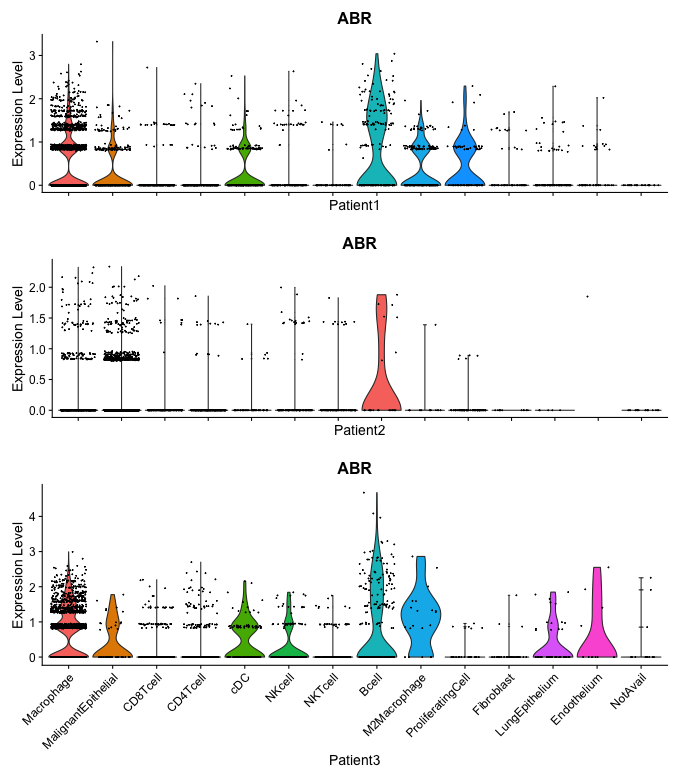 ABR
Expression Level
3
2
1
0
Patient1
ABR
Expression Level
2.0
1.5
1.0
0.5
0.0
Patient2
ABR
Expression Level
4
3
2
1
0
Macrophage
MalignantEpithelial
CD8Tcell
CD4Tcell
cDC
NKcell
NKTcell
Bcell
M2Macrophage
ProliferatingCell
Fibroblast
LungEpithelium
Endothelium
NotAvail
Patient3